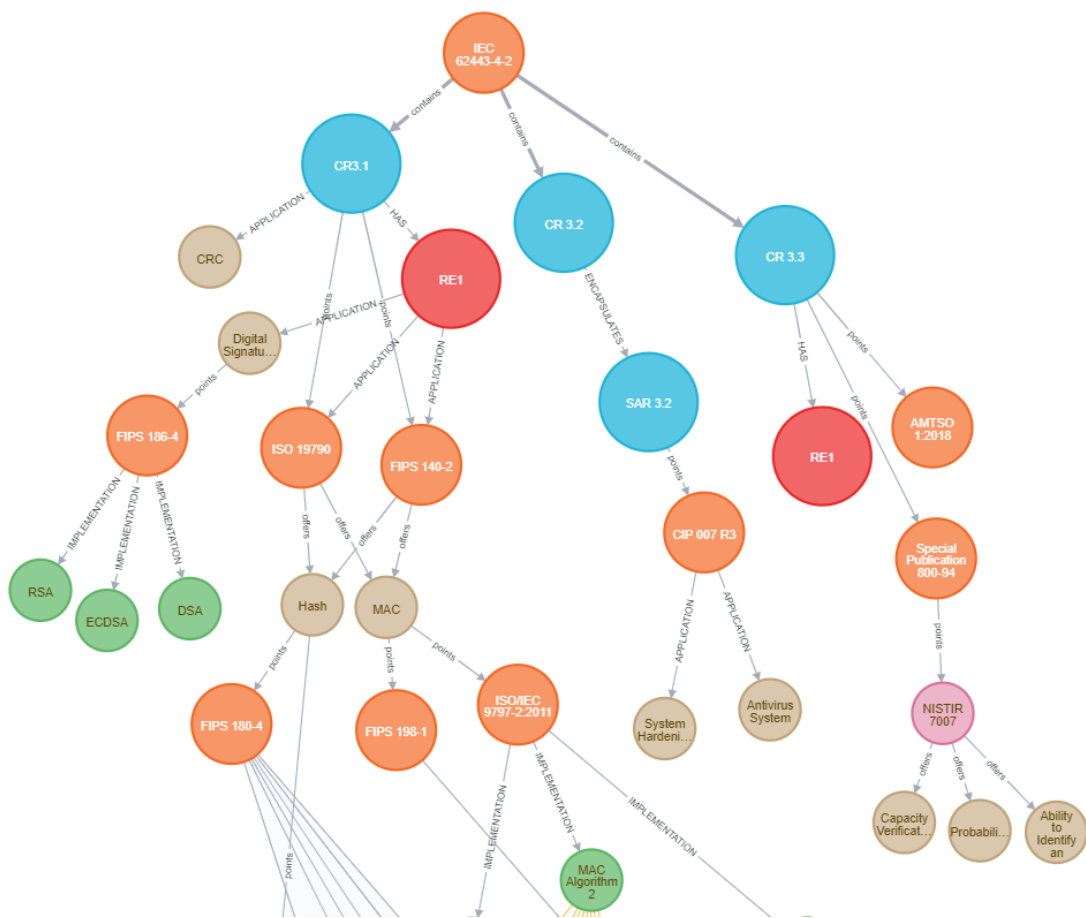 IEC
62443-4-2
contains
contains
contains
CR3.1
CR 3.2
CR 3.3
APPLICATION
HAS
CRC
RE1
points
points
APPLICATION
ENCAPSULATES
HAS
points
points
Digital
Signatu...
APPLICATION
APPLICATION
points
SAR 3.2
AMTSO
1:2018
FIPS 186-4
ISO 19790
FIPS 140-2
RE1
points
IMPLEMENTATION
IMPLEMENTATION
IMPLEMENTATION
offers
offers
offers
offers
CIP 007 R3
Special
Publication
800-94
RSA
ECDSA
DSA
Hash
MAC
APPLICATION
APPLICATION
points
points
points
points
FIPS 180-4
FIPS 198-1
ISO/IEC
9797-2:2011
System
Hardeni...
Antivirus
System
NISTIR
7007
offers
offers
offers
points
IMPLEMENTATION
IMPLEMENTATION
IMPLEMENTATION
Capacity
Verificat...
Probabili...
Ability
to
Identify
an
MAC
Algorithm
2